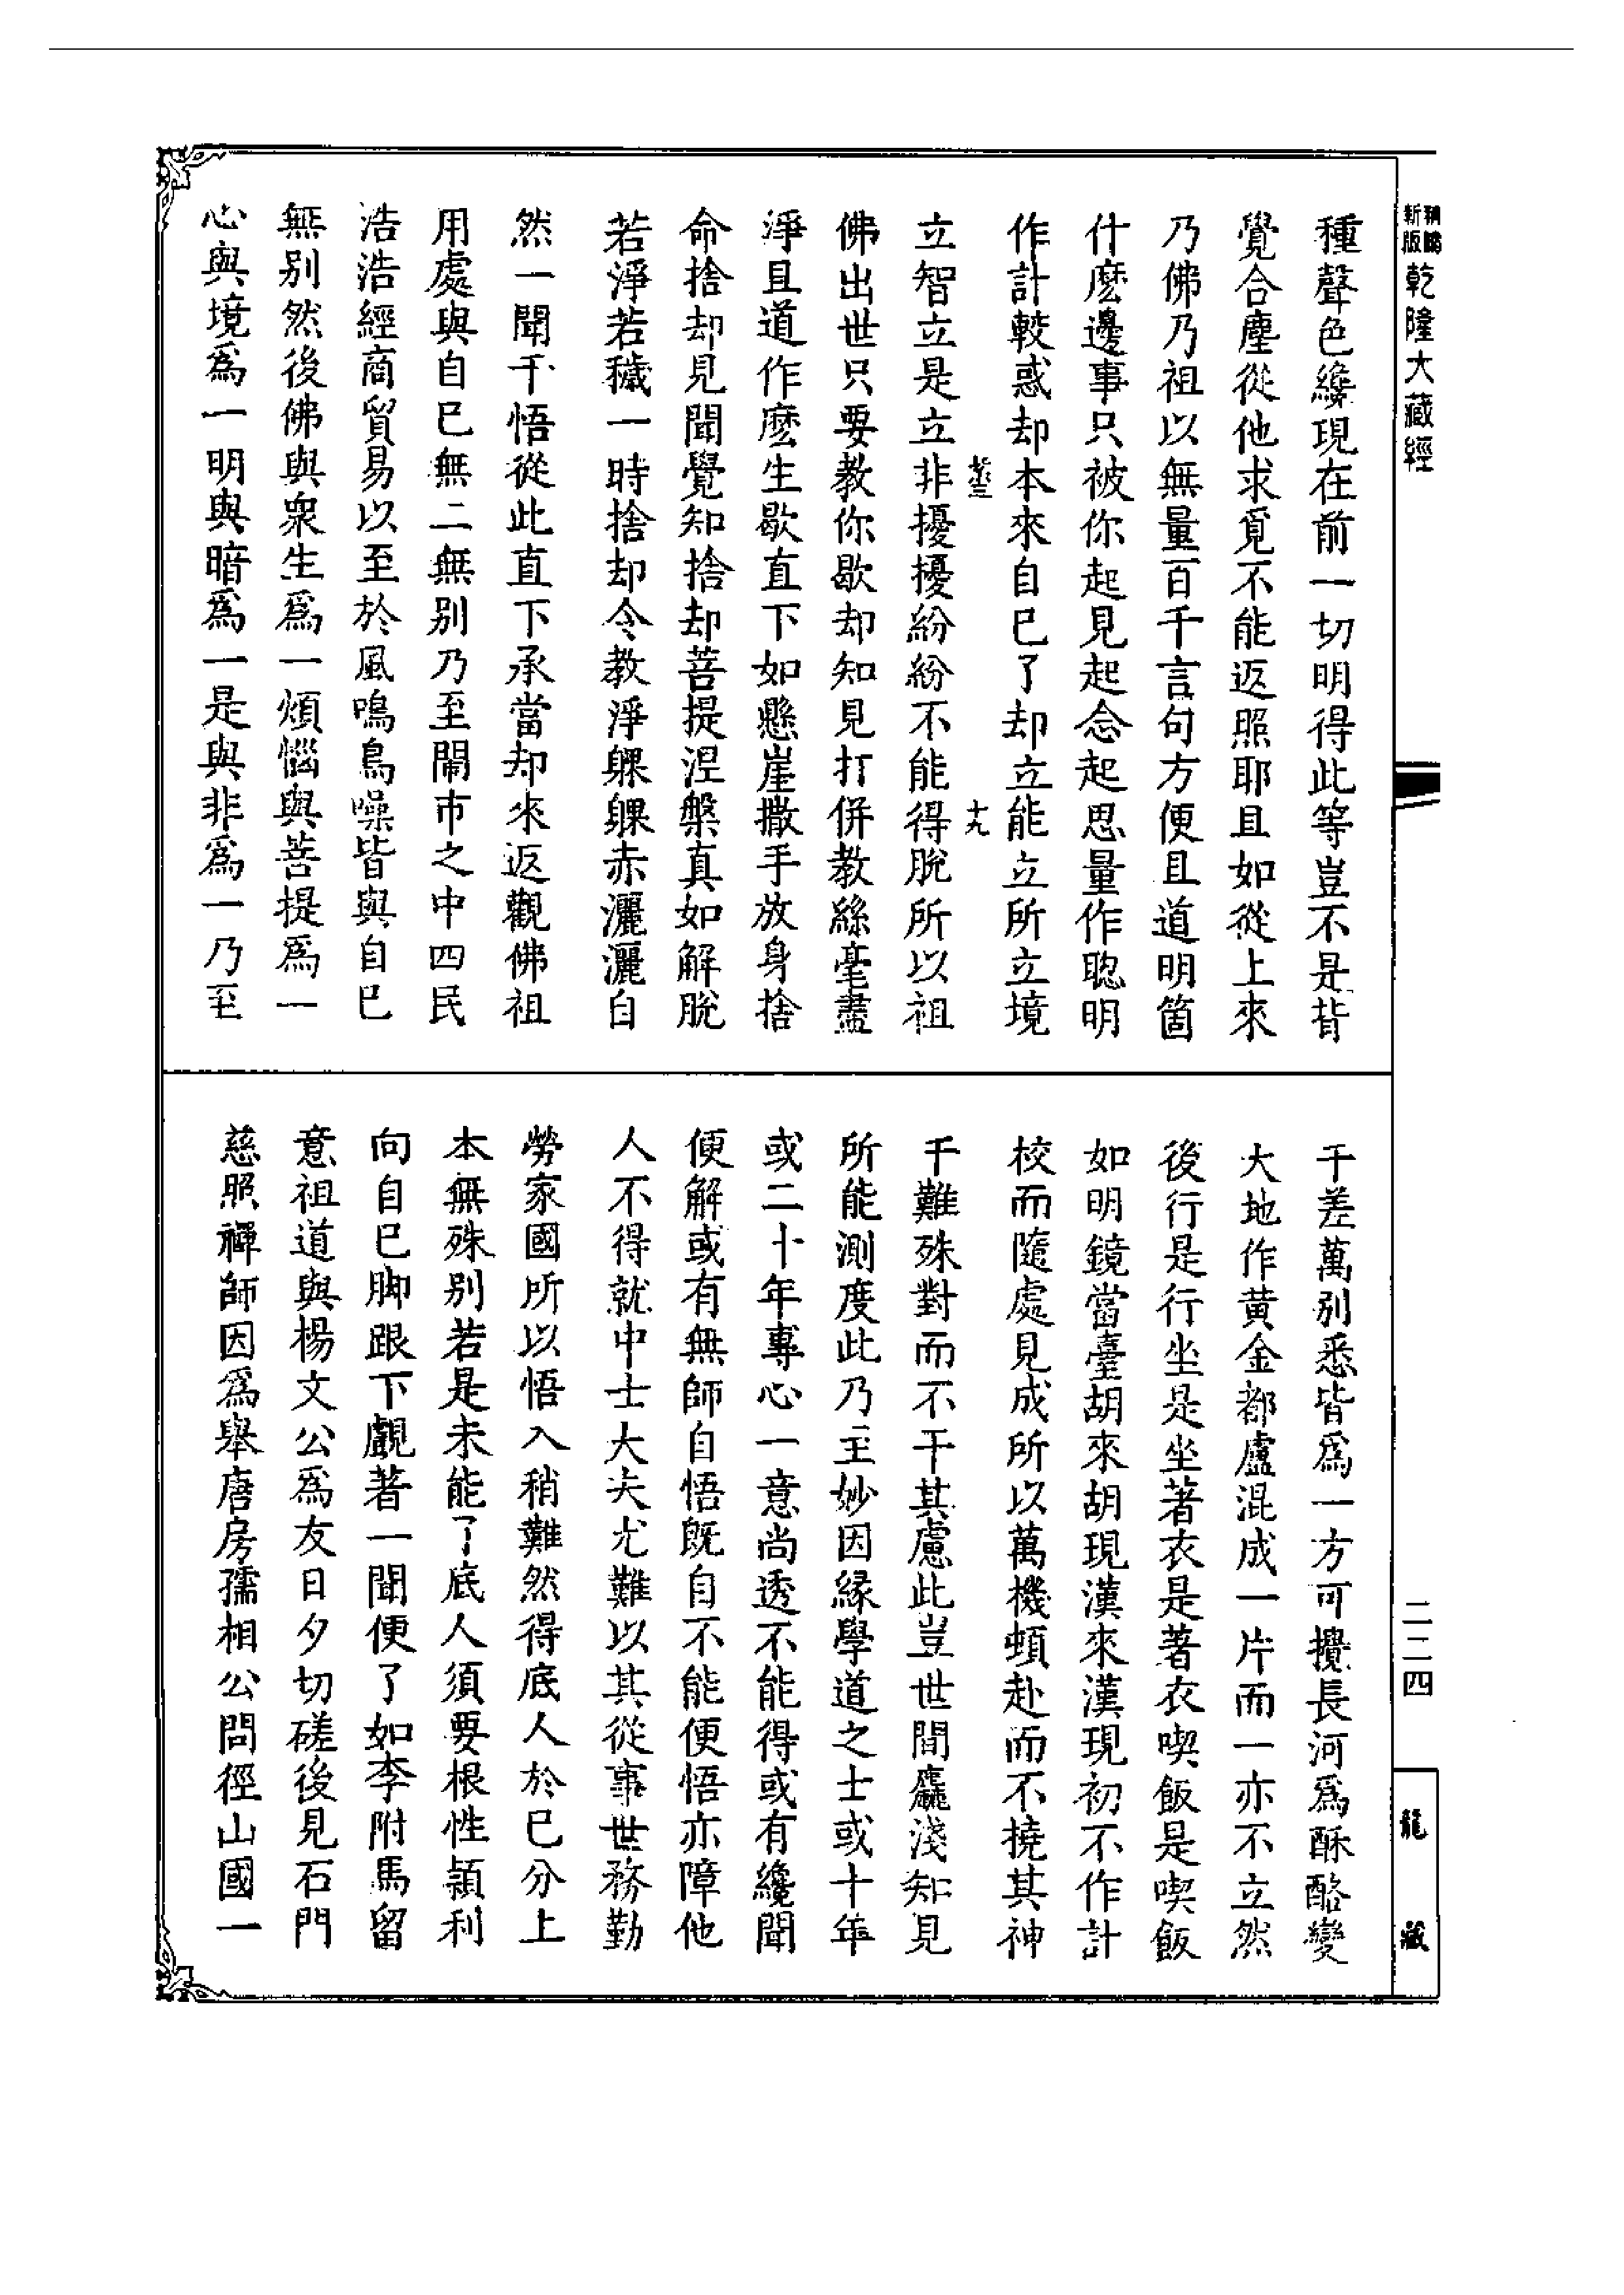 新版
乾隆大藏經
種聲色纔現在前一切明得此等豈不是背
覺合塵從他求覓不能返照耶且如從上來
乃佛乃祖以無量百千言句方便且道明箇
什麽邊事只被你起見起念起思量作聰明
作計較惑却本來自巳了却立能立所立境
十九
立智立是立非擾擾紛紛不能得脫所以祖
佛出世只要教你歇却知見打併教絲毫盡
淨且道作麽生歇直下如懸崖撒手放身捨
命捨却見聞覺知捨却菩提涅槃真如解脫
若淨若穢一時捨却令教淨躶躶赤灑灑自
然一聞千悟從此直下承當却來返觀佛祖
用處與自巳無二無别乃至閙市之中四民
浩浩經商貿易以至於風鳴鳥噪皆與自巳
無别然後佛與衆生爲一煩惱與菩提爲一
心與境爲一明與暗爲一是與非爲一乃至
千差萬别悉皆爲一方可攪長河爲酥酪變
大地作黄金都盧混成一片而一亦不立然
後行是行坐是坐著衣是著衣喫飯是喫飯
如明鏡當臺胡來胡現漢來漢現初不作計
校而隨處見成所以萬機頓赴而不撓其神
千難殊對而不干其慮此豈世間麤淺知見
所能測度此乃至妙因緣學道之士或十年
或二十年專心一意尚透不能得或有纔聞
便解或有無師自悟旣自不能便悟亦障他
人不得就中士大夫尤難以其從事世務勤
勞家國所以悟入稍難然得底人於巳分上
本無殊别若是未能了底人須要根性頴利
向自巳脚跟下覰著一聞便了如李附馬留
意祖道與楊文公爲友日夕切磋後見石門
慈照禪師因爲舉唐房孺相公問徑山國一
二二四
龍藏